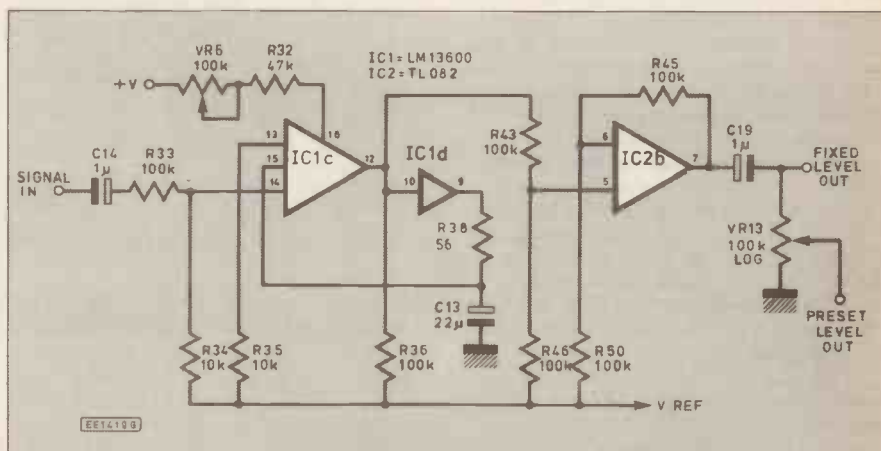 VR6
100k
R32
47k
IC1 = LM13600
IC2 = TL082
+V
R45
100k
C14
1μ
R33
100k
SIGNAL
IN
13
15
14
16
IC1c
12
IC1d
10
9
R43
100k
6
5
IC2b
7
C19
1μ
FIXED
LEVEL
OUT
R38
56
VR13
100k
LOG
C13
22μ
PRESET
LEVEL
OUT
R34
10k
R35
10k
R36
100k
R46
100k
R50
100k
V REF
EE1419G